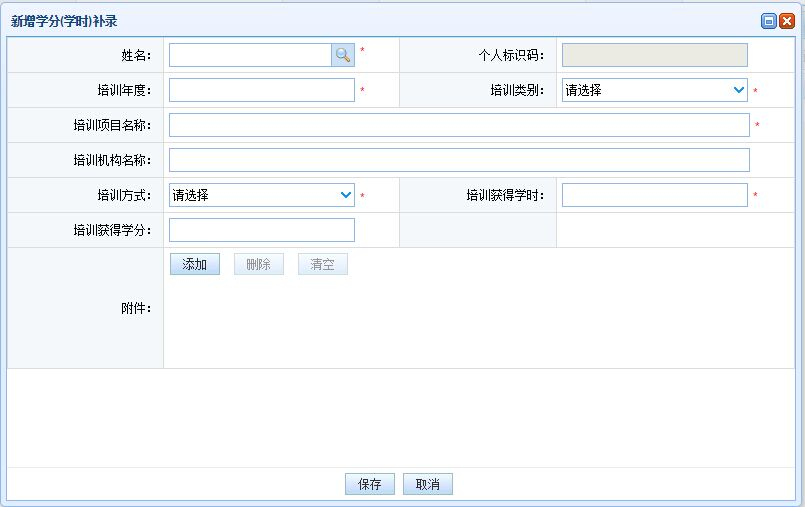 新增学分(学时)补录
姓名： * 个人标识码：
培训年度： * 培训类别： 请选择 *
培训项目名称： *
培训机构名称：
培训方式： 请选择 * 培训获得学时： *
培训获得学分：
添加 删除 清空
附件：
保存 取消